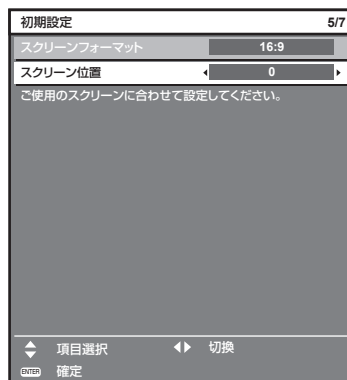 初期設定 5/7
スクリーンフォーマット 16:9
スクリーン位置 0
ご使用のスクリーンに合わせて設定してください。
項目選択 切換
ENTER 確定